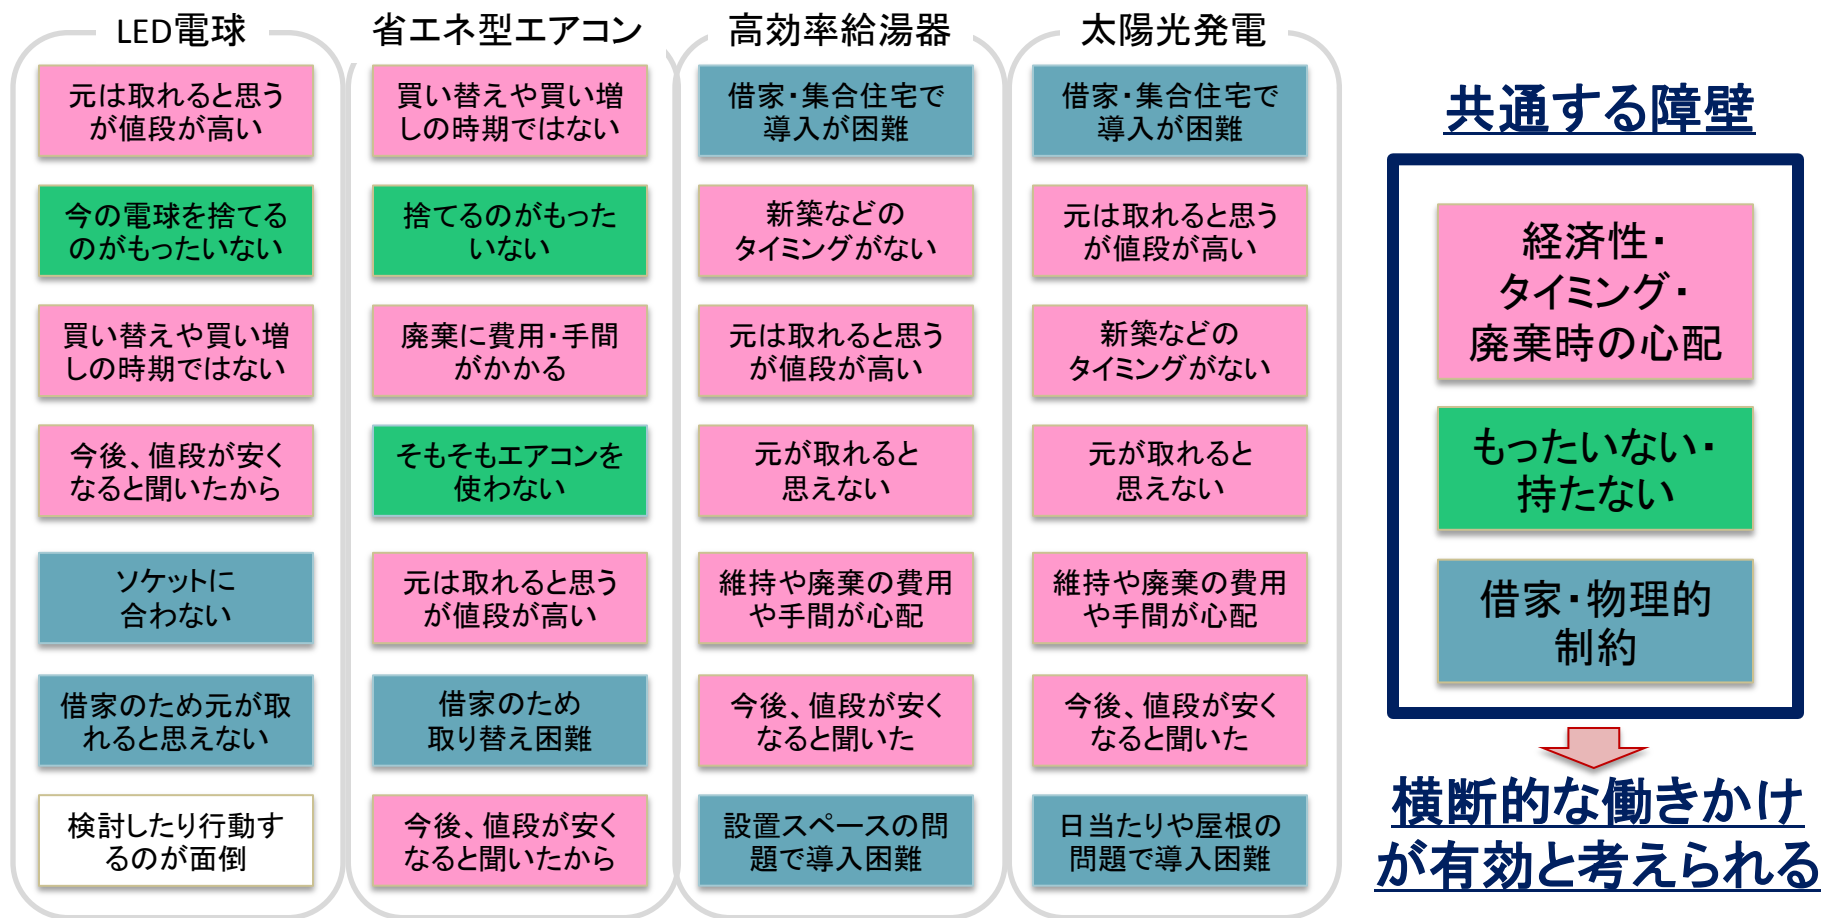 LED電球
元は取れると思う
が値段が高い
今の電球を捨てる
のがもったいない
買い替えや買い増
しの時期ではない
今後、値段が安く
なると聞いたから
ソケットに
合わない
借家のため元が取
れると思えない
検討したり行動す
るのが面倒
省エネ型エアコン
買い替えや買い増
しの時期ではない
捨てるのがもった
いない
廃棄に費用・手間
がかかる
そもそもエアコンを
使わない
元は取れると思う
が値段が高い
借家のため
取り替え困難
今後、値段が安く
なると聞いたから
高効率給湯器
借家・集合住宅で
導入が困難
新築などの
タイミングがない
元は取れると思う
が値段が高い
元が取れると
思えない
維持や廃棄の費用
や手間が心配
今後、値段が安く
なると聞いた
設置スペースの問
題で導入困難
太陽光発電
借家・集合住宅で
導入が困難
元は取れると思う
が値段が高い
新築などの
タイミングがない
元が取れると
思えない
維持や廃棄の費用
や手間が心配
今後、値段が安く
なると聞いた
日当たりや屋根の
問題で導入困難
共通する障壁
経済性・
タイミング・
廃棄時の心配
もったいない・
持たない
借家・物理的
制約
横断的な働きかけ
が有効と考えられる